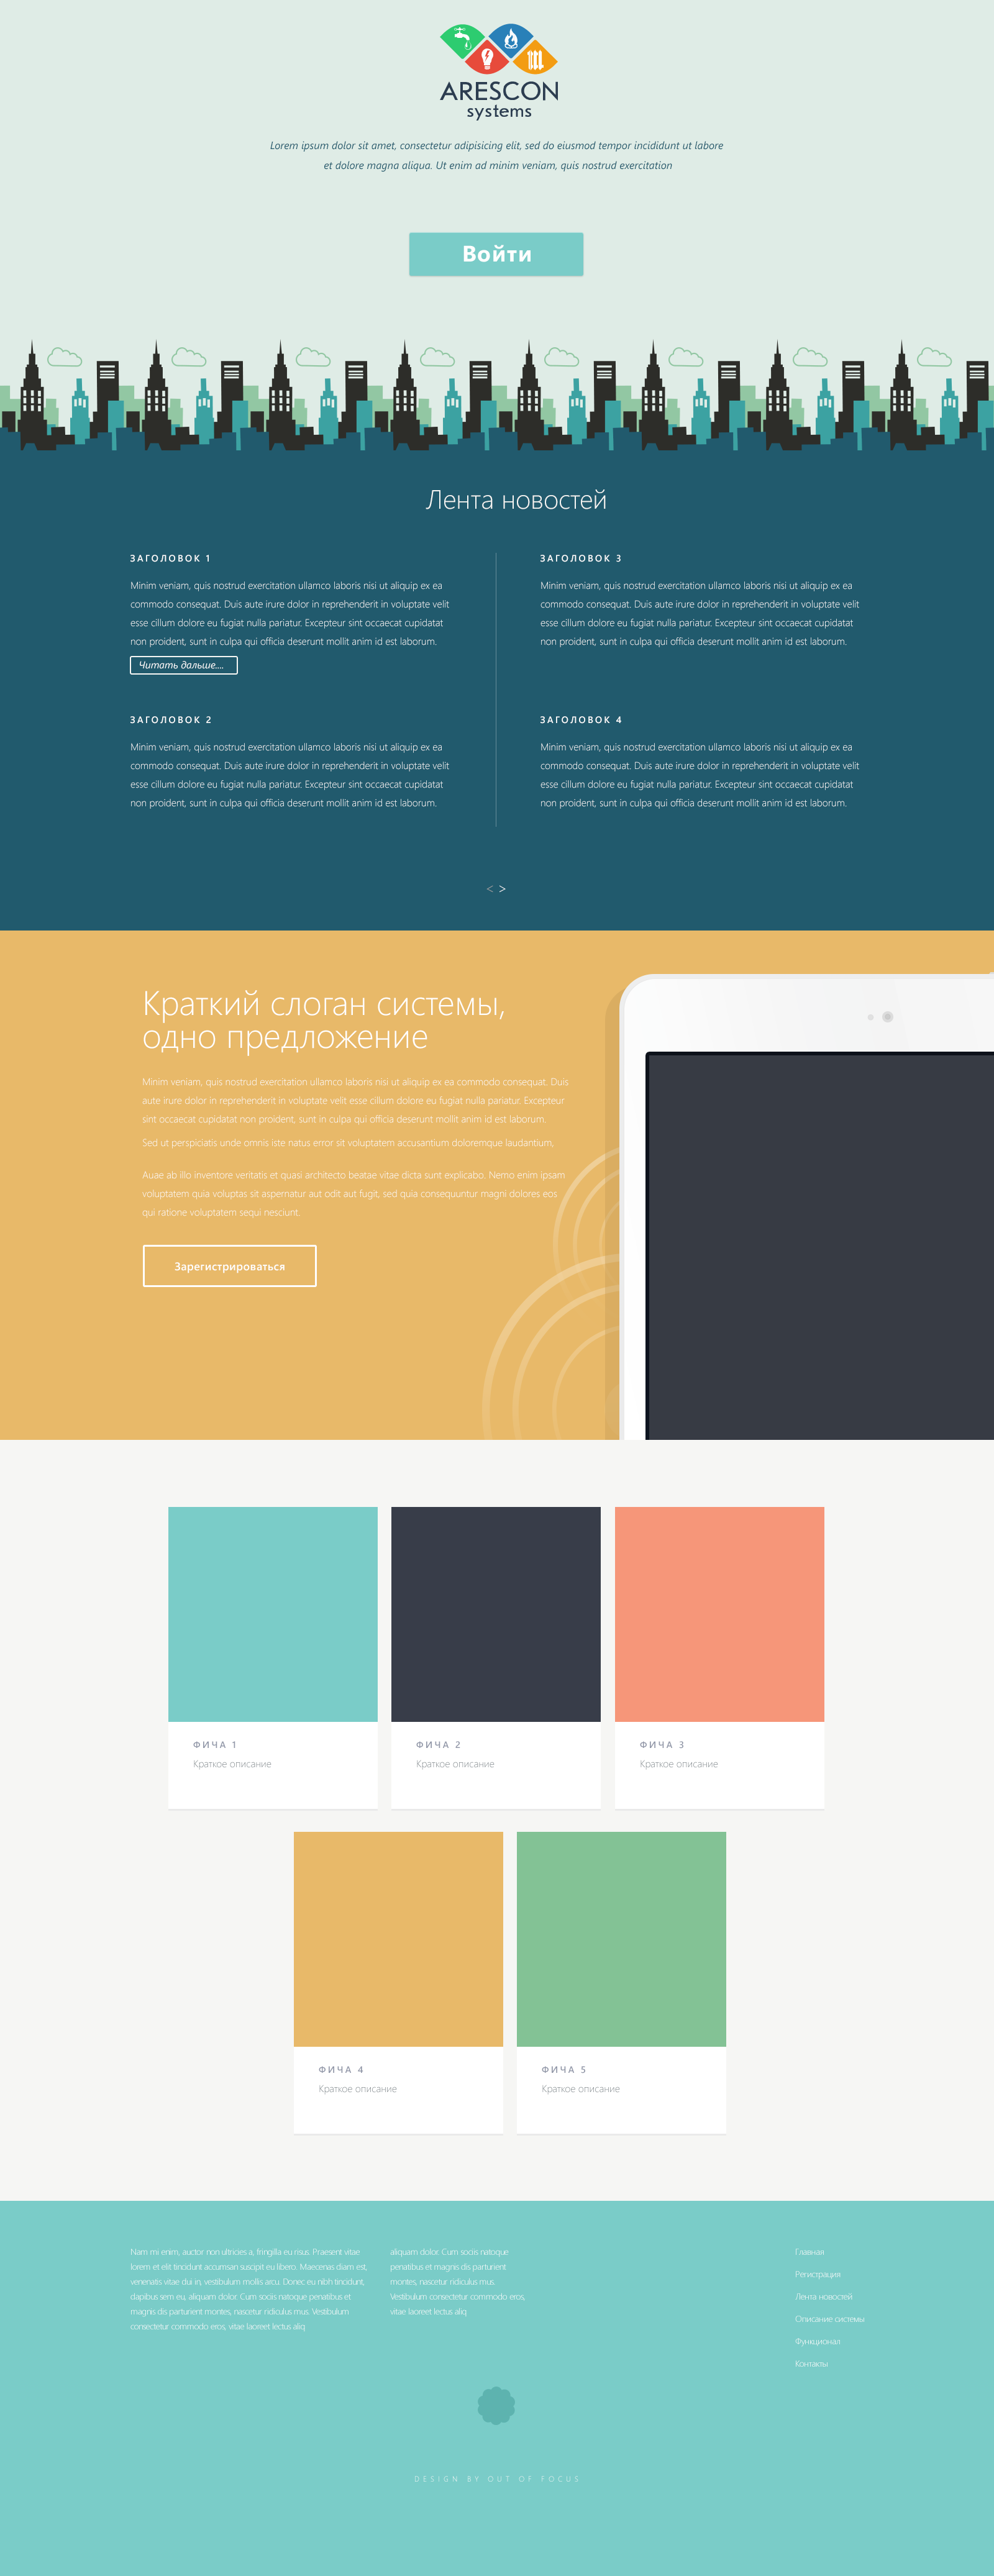 ARESCON
systems
Lorem ipsum dolor sit amet, consectetur adipisicing elit, sed do eiusmod tempor incididunt ut labore
et dolore magna aliqua. Ut enim ad minim veniam, quis nostrud exercitation
Войти
Лента новостей
ЗАГОЛОВОК 1
Minim veniam, quis nostrud exercitation ullamco laboris nisi ut aliquip ex ea
commodo consequat. Duis aute irure dolor in reprehenderit in voluptate velit
esse cillum dolore eu fugiat nulla pariatur. Excepteur sint occaecat cupidatat
non proident, sunt in culpa qui officia deserunt mollit anim id est laborum.
Читать дальше....
ЗАГОЛОВОК 2
Minim veniam, quis nostrud exercitation ullamco laboris nisi ut aliquip ex ea
commodo consequat. Duis aute irure dolor in reprehenderit in voluptate velit
esse cillum dolore eu fugiat nulla pariatur. Excepteur sint occaecat cupidatat
non proident, sunt in culpa qui officia deserunt mollit anim id est laborum.
ЗАГОЛОВОК 3
Minim veniam, quis nostrud exercitation ullamco laboris nisi ut aliquip ex ea
commodo consequat. Duis aute irure dolor in reprehenderit in voluptate velit
esse cillum dolore eu fugiat nulla pariatur. Excepteur sint occaecat cupidatat
non proident, sunt in culpa qui officia deserunt mollit anim id est laborum.
ЗАГОЛОВОК 4
Minim veniam, quis nostrud exercitation ullamco laboris nisi ut aliquip ex ea
commodo consequat. Duis aute irure dolor in reprehenderit in voluptate velit
esse cillum dolore eu fugiat nulla pariatur. Excepteur sint occaecat cupidatat
non proident, sunt in culpa qui officia deserunt mollit anim id est laborum.
< >
Краткий слоган системы,
одно предложение
Minim veniam, quis nostrud exercitation ullamco laboris nisi ut aliquip ex ea commodo consequat. Duis
aute irure dolor in reprehenderit in voluptate velit esse cillum dolore eu fugiat nulla pariatur. Excepteur
sint occaecat cupidatat non proident, sunt in culpa qui officia deserunt mollit anim id est laborum.
Sed ut perspiciatis unde omnis iste natus error sit voluptatem accusantium doloremque laudantium,
Auae ab illo inventore veritatis et quasi architecto beatae vitae dicta sunt explicabo. Nemo enim ipsam
voluptatem quia voluptas sit aspernatur aut odit aut fugit, sed quia consequuntur magni dolores eos
qui ratione voluptatem sequi nesciunt.
Зарегистрироваться
ФИЧА 1
Краткое описание
ФИЧА 2
Краткое описание
ФИЧА 3
Краткое описание
ФИЧА 4
Краткое описание
ФИЧА 5
Краткое описание
Nam mi enim, auctor non ultricies a, fringilla eu risus. Praesent vitae
lorem et elit tincidunt accumsan suscipit eu libero. Maecenas diam est,
venenatis vitae dui in, vestibulum mollis arcu. Donec eu nibh tincidunt,
dapibus sem eu, aliquam dolor. Cum sociis natoque penatibus et
magnis dis parturient montes, nascetur ridiculus mus. Vestibulum
consectetur commodo eros, vitae laoreet lectus aliq
aliquam dolor. Cum sociis natoque
penatibus et magnis dis parturient
montes, nascetur ridiculus mus.
Vestibulum consectetur commodo eros,
vitae laoreet lectus aliq
Главная
Регистрация
Лента новостей
Описание системы
Функционал
Контакты
DESIGN BY OUT OF FOCUS